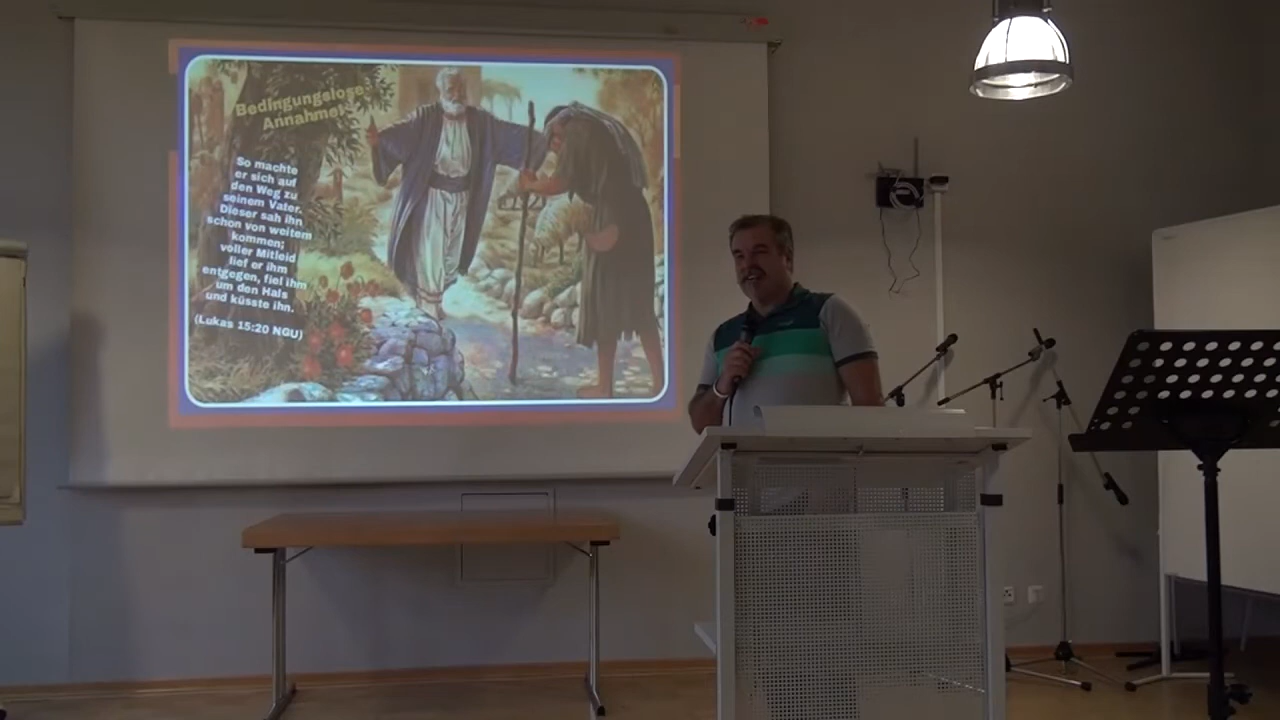 Bedingungslose
Annahme!
So machte
er sich auf
den Weg zu
seinem Vater.
Dieser sah ihn
schon von weitem
kommen;
voller Mitleid
lief er ihm
entgegen, fiel ihm
um den Hals
und küsste ihn.
(Lukas 15:20 NGU)